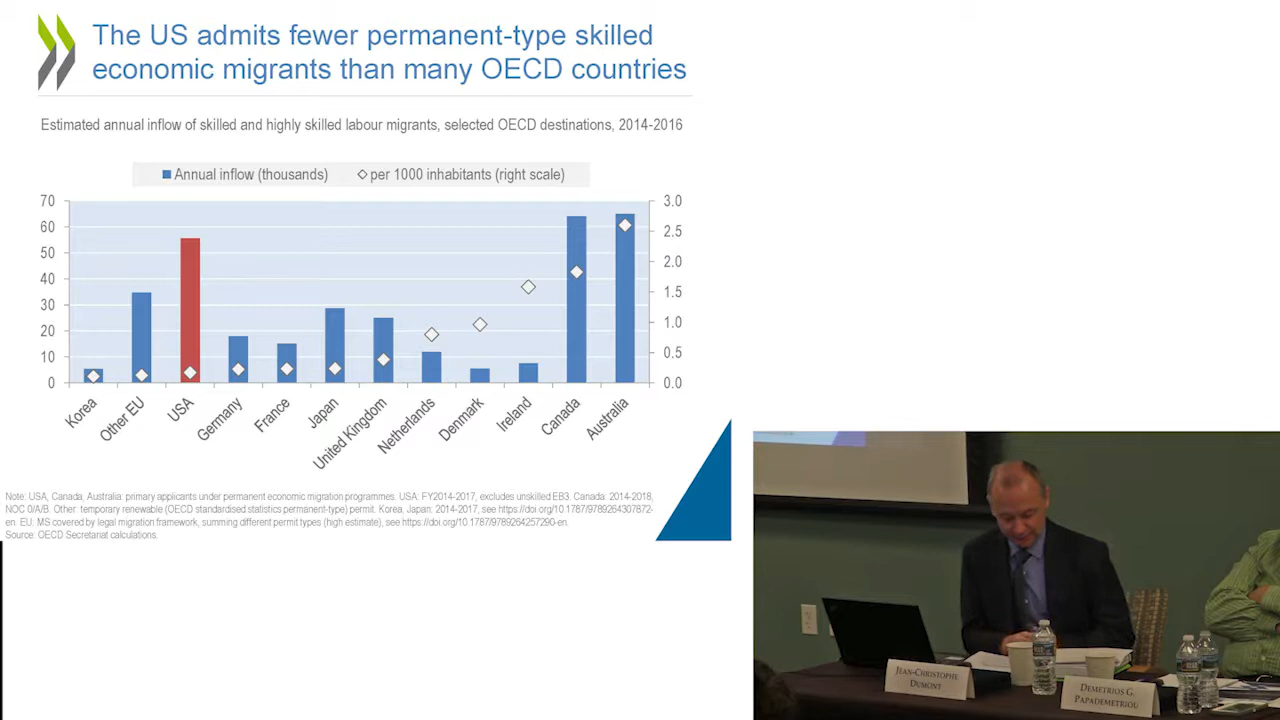 The US admits fewer permanent-type skilled
economic migrants than many OECD countries
Estimated annual inflow of skilled and highly skilled labour migrants, selected OECD destinations, 2014-2016
Annual inflow (thousands)
per 1000 inhabitants (right scale)
70
60
50
40
30
20
10
0
3.0
2.5
2.0
1.5
1.0
0.5
0.0
Korea
Other EU
USA
Germany
France
Japan
United Kingdom
Netherlands
Denmark
Ireland
Canada
Australia
Note: USA, Canada, Australia: primary applicants under permanent economic migration programmes. USA: FY2014-2017, excludes unskilled EB3. Canada: 2014-2018,
NOC 0/A/B. Other: temporary renewable (OECD standardised statistics permanent-type) permit. Korea, Japan: 2014-2017, see https://doi.org/10.1787/9789264307872-
en. EU: MS covered by legal migration framework, summing different permit types (high estimate), see https://doi.org/10.1787/9789264257290-en.
Source: OECD Secretariat calculations.
JEAN-CHRISTOPHE
DUMONT
DEMETRIOS G.
PAPADEMETRIOU